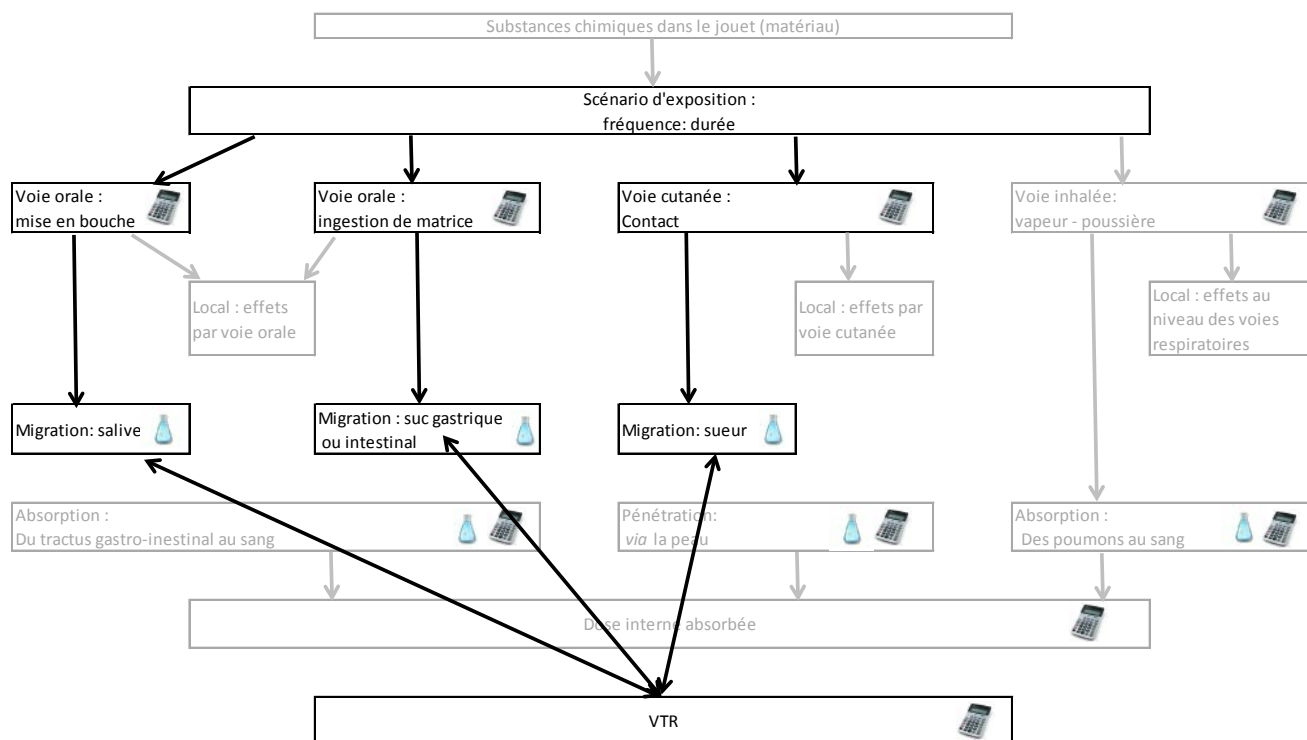 Substances chimiques dans le jouet (matériau)
Scénario d'exposition :
fréquence: durée
Voie orale :
mise en bouche
Voie orale :
ingestion de matrice
Voie cutanée :
Contact
Voie inhalée:
vapeur - poussière
Local : effets
par voie orale
Local : effets par
voie cutanée
Local : effets au
niveau des voies
respiratoires
Migration: salive
Migration : suc gastrique
ou intestinal
Migration: sueur
Absorption :
Du tractus gastro-inestinal au sang
Pénétration:
via la peau
Absorption :
Des poumons au sang
Dose interne absorbée
VTR